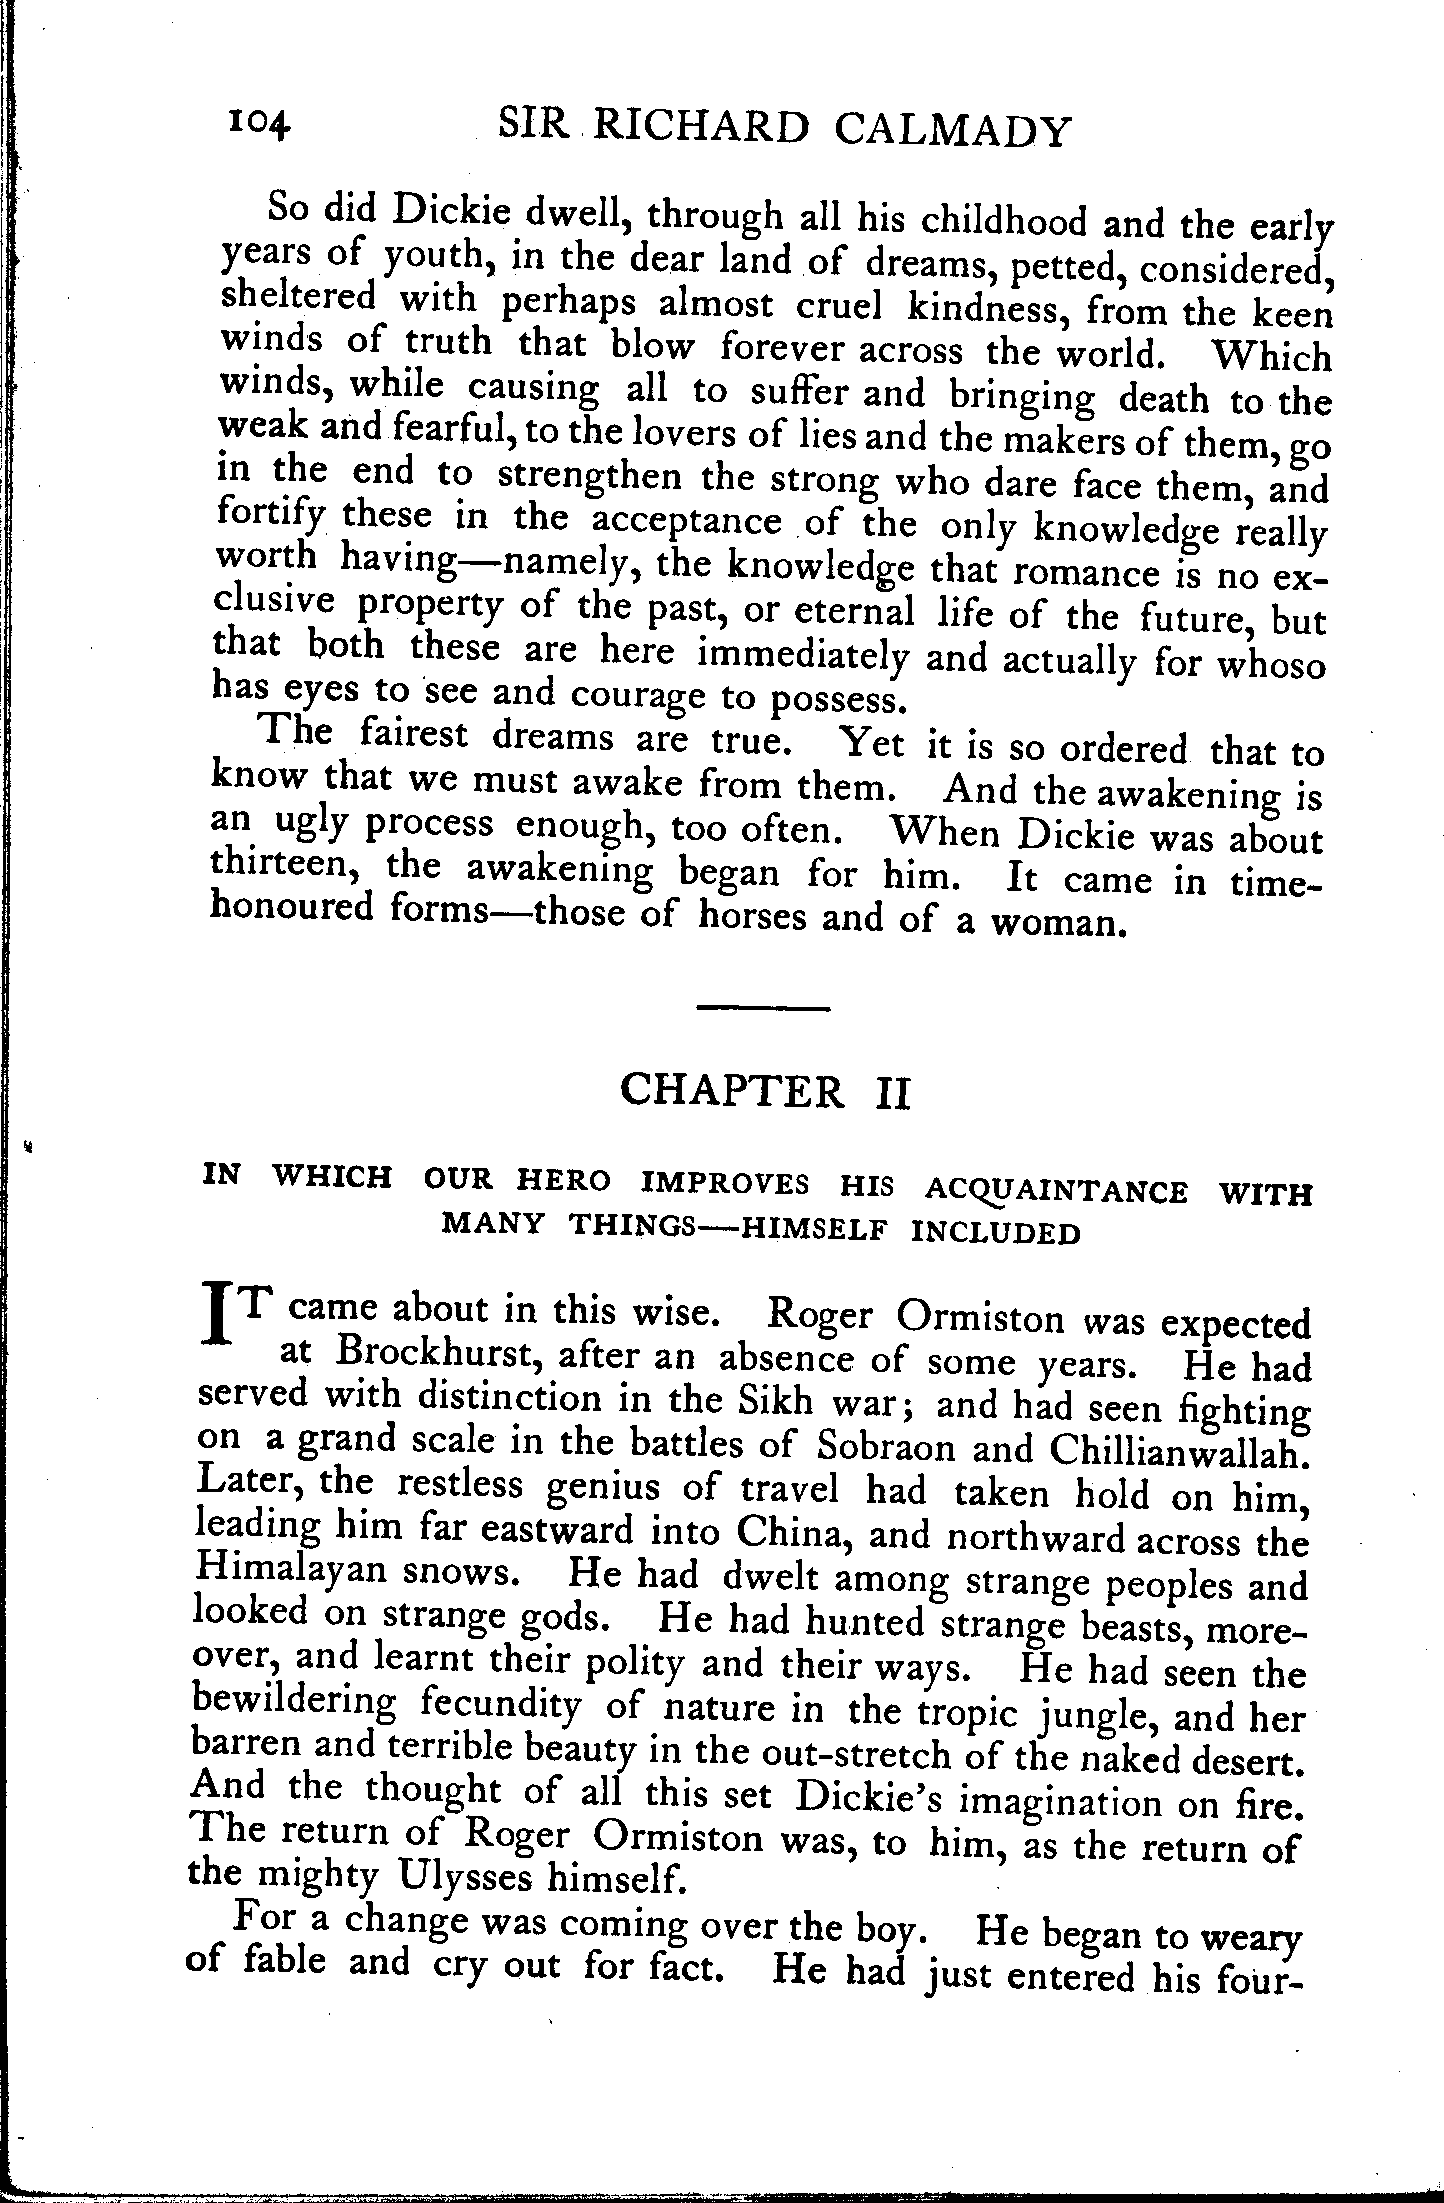 104 SIR RICHARD CALMADY
So did Dickie dwell, through all his childhood and the early
years of youth, in the dear land of dreams, petted, considered,
sheltered with perhaps almost cruel kindness, from the keen
winds of truth that blow forever across the world. Which
winds, while causing all to suffer and bringing death to the
weak and fearful, to the lovers of lies and the makers of them, go
in the end to strengthen the strong who dare face them, and
fortify these in the acceptance of the only knowledge really
worth having—namely, the knowledge that romance is no ex-
clusive property of the past, or eternal life of the future, but
that both these are here immediately and actually for whoso
has eyes to see and courage to possess.
The fairest dreams are true. Yet it is so ordered that to
know that we must awake from them. And the awakening is
an ugly process enough, too often. When Dickie was about
thirteen, the awakening began for him. It came in time-
honoured forms—those of horses and of a woman.
CHAPTER II
IN WHICH OUR HERO IMPROVES HIS ACQUAINTANCE WITH
MANY THINGS—HIMSELF INCLUDED
IT came about in this wise. Roger Ormiston was expected
at Brockhurst, after an absence of some years. He had
served with distinction in the Sikh war; and had seen fighting
on a grand scale in the battles of Sobraon and Chillianwallah.
Later, the restless genius of travel had taken hold on him,
leading him far eastward into China, and northward across the
Himalayan snows. He had dwelt among strange peoples and
looked on strange gods. He had hunted strange beasts, more-
over, and learnt their polity and their ways. He had seen the
bewildering fecundity of nature in the tropic jungle, and her
barren and terrible beauty in the out-stretch of the naked desert.
And the thought of all this set Dickie's imagination on fire.
The return of Roger Ormiston was, to him, as the return of
the mighty Ulysses himself.
For a change was coming over the boy. He began to weary
of fable and cry out for fact. He had just entered his four-